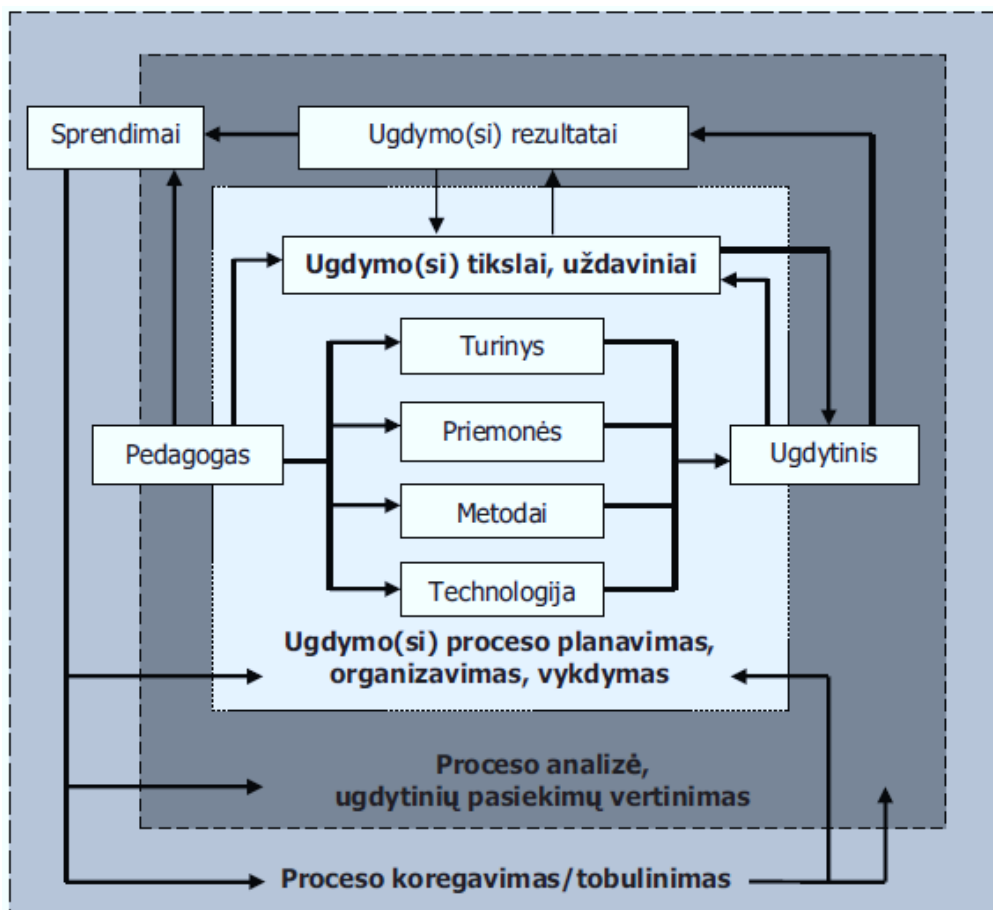 Sprendimai
Ugdymo(si) rezultatai
Ugdymo(si) tikslai, uždaviniai
Turinys
Priemonės
Pedagogas
Ugdytinis
Metodai
Technologija
Ugdymo(si) proceso planavimas,
organizavimas, vykdymas
Proceso analizė,
ugdytinių pasiekimų vertinimas
Proceso koregavimas/tobulinimas